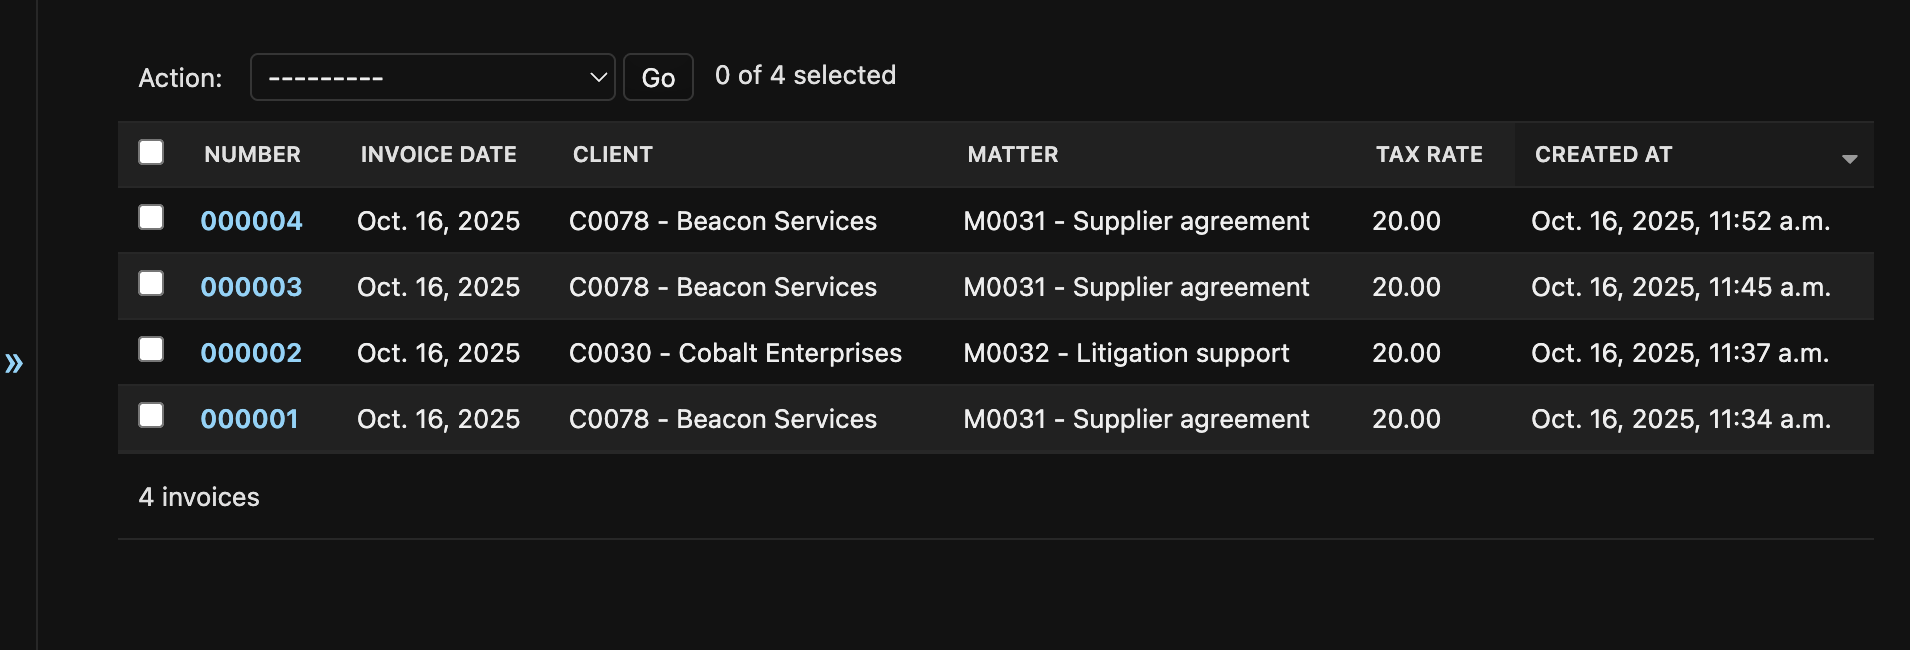 Action: --------- Go 0 of 4 selected
NUMBER INVOICE DATE CLIENT MATTER TAX RATE CREATED AT
000004 Oct. 16, 2025 C0078 - Beacon Services M0031 - Supplier agreement 20.00 Oct. 16, 2025, 11:52 a.m.
000003 Oct. 16, 2025 C0078 - Beacon Services M0031 - Supplier agreement 20.00 Oct. 16, 2025, 11:45 a.m.
000002 Oct. 16, 2025 C0030 - Cobalt Enterprises M0032 - Litigation support 20.00 Oct. 16, 2025, 11:37 a.m.
000001 Oct. 16, 2025 C0078 - Beacon Services M0031 - Supplier agreement 20.00 Oct. 16, 2025, 11:34 a.m.
»
4 invoices